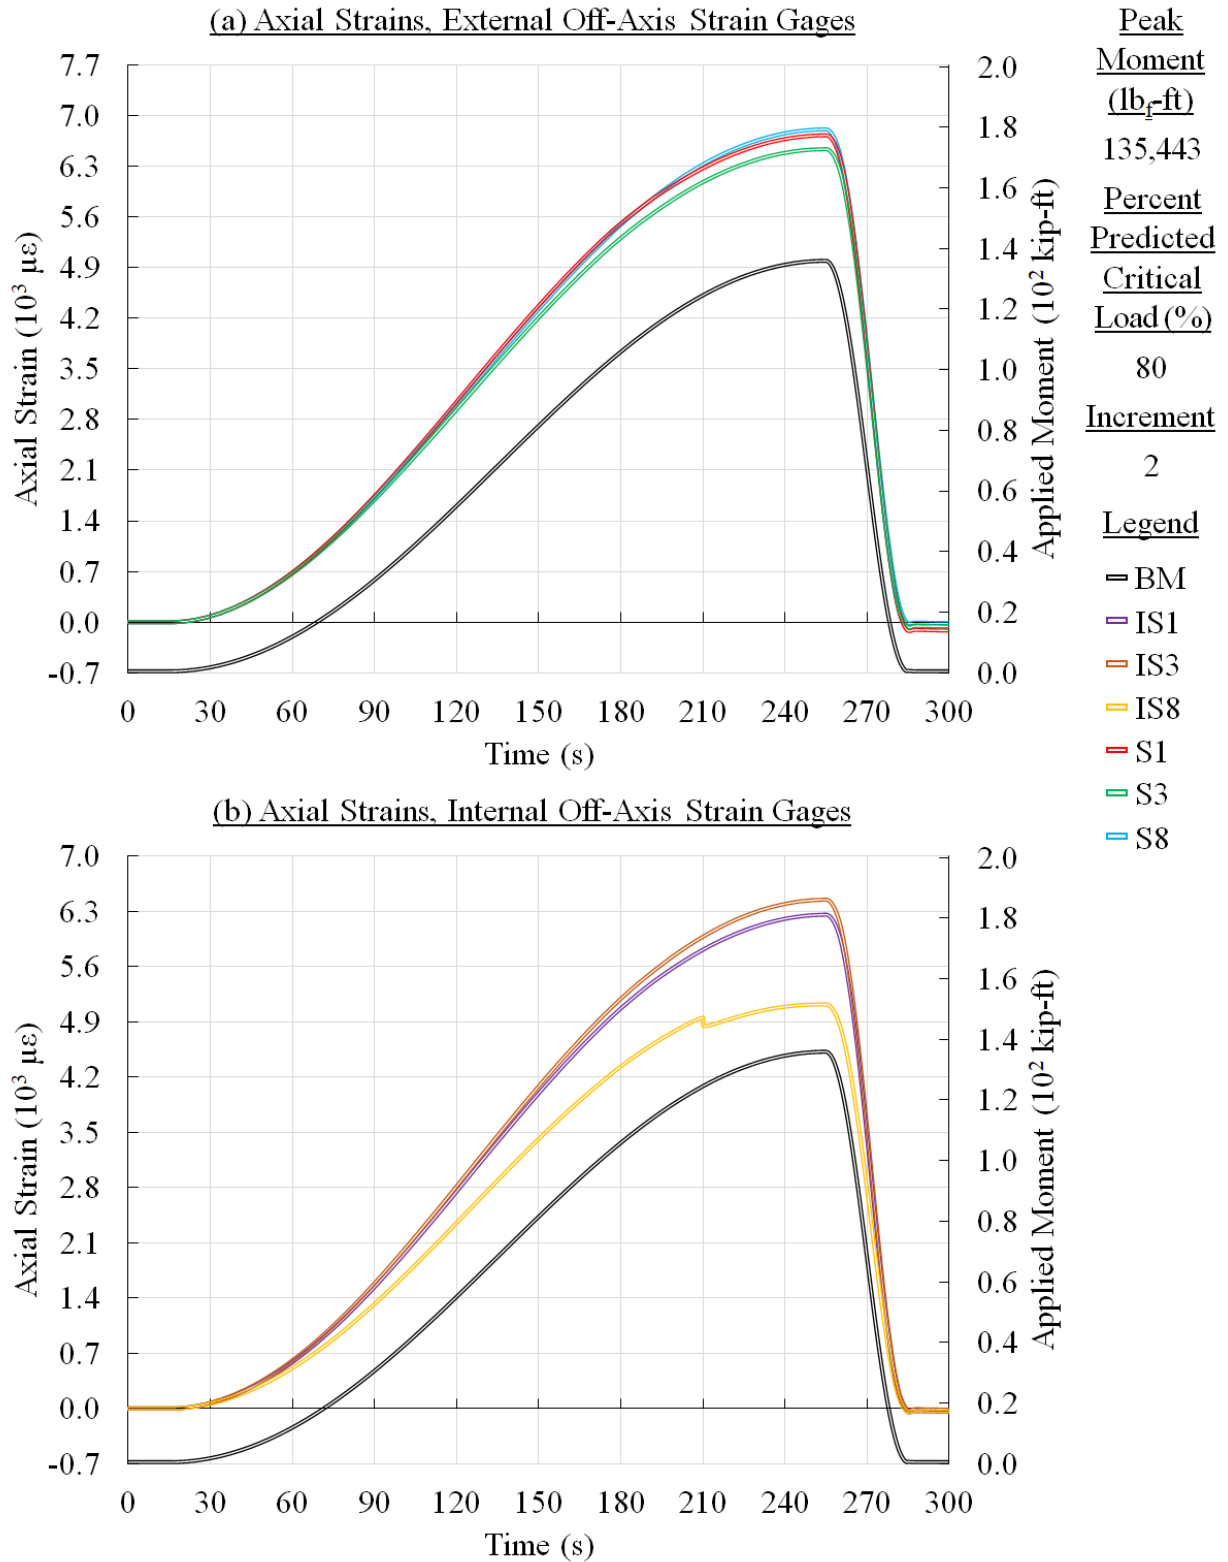 (a) Axial Strains, External Off-Axis Strain Gages
7.7
7.0
6.3
5.6
4.9
4.2
3.5
2.8
2.1
1.4
0.7
0.0
-0.7
Axial Strain (10³ με)
2.0
1.8
1.6
1.4
1.2
1.0
0.8
0.6
0.4
0.2
0.0
Applied Moment (10² kip-ft)
0 30 60 90 120 150 180 210 240 270 300
Time (s)
(b) Axial Strains, Internal Off-Axis Strain Gages
7.0
6.3
5.6
4.9
4.2
3.5
2.8
2.1
1.4
0.7
0.0
-0.7
Axial Strain (10³ με)
2.0
1.8
1.6
1.4
1.2
1.0
0.8
0.6
0.4
0.2
0.0
Applied Moment (10² kip-ft)
0 30 60 90 120 150 180 210 240 270 300
Time (s)
Peak
Moment
(lbf-ft)
135,443
Percent
Predicted
Critical
Load (%)
80
Increment
2
Legend
BM
IS1
IS3
IS8
S1
S3
S8